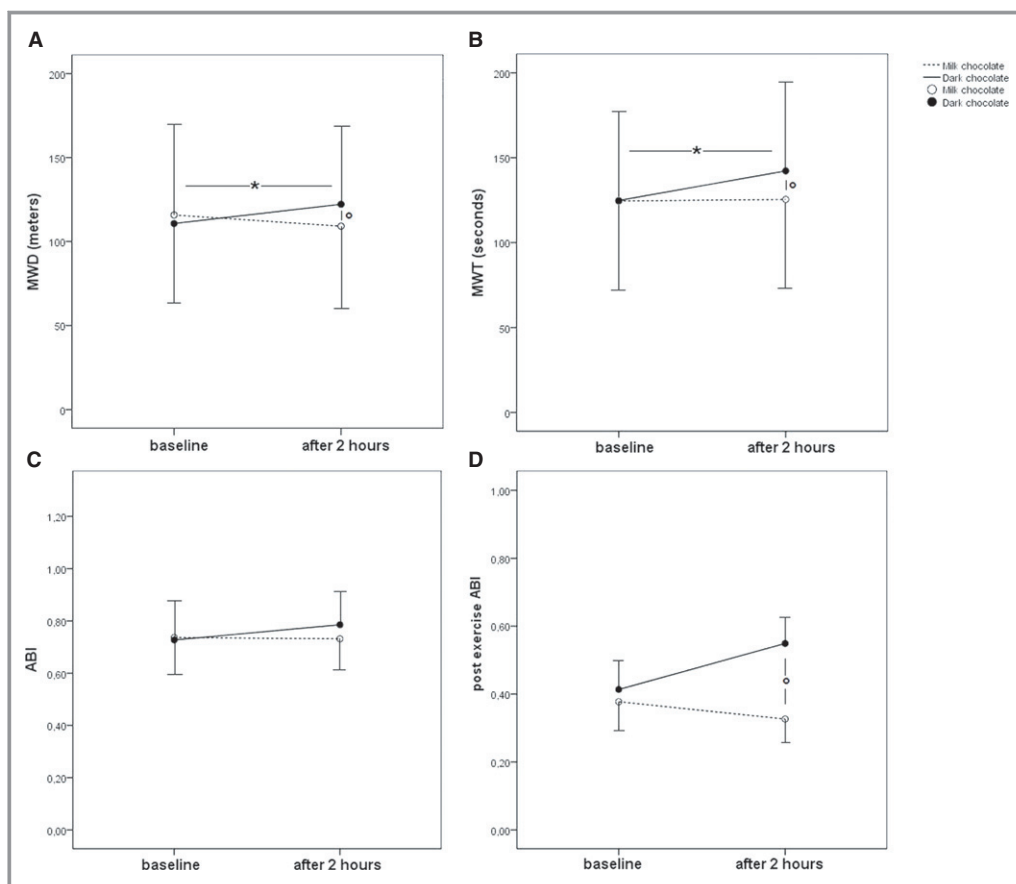 A
MWD (meters)
200
150
100
50
0
*
°
baseline
after 2 hours
B
MWT (seconds)
200
150
100
50
0
*
°
baseline
after 2 hours
Milk chocolate
Dark chocolate
Milk chocolate
Dark chocolate
C
ABI
1,20
1,00
0,80
0,60
0,40
0,20
0,00
baseline
after 2 hours
D
post exercise ABI
1,00
0,80
0,60
0,40
0,20
0,00
°
baseline
after 2 hours